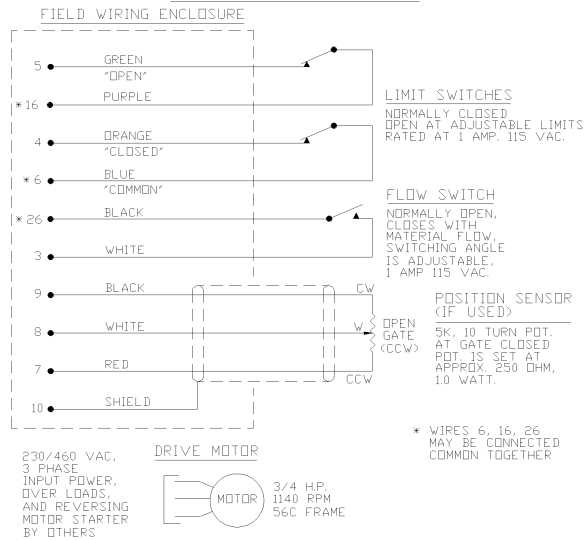 FIELD WIRING ENCLOSURE
5 GREEN
"OPEN"
*16 PURPLE
4 ORANGE
"CLOSED"
*6 BLUE
"COMMON"
*26 BLACK
3 WHITE
9 BLACK
8 WHITE
7 RED
10 SHIELD
LIMIT SWITCHES
NORMALLY CLOSED
OPEN AT ADJUSTABLE LIMITS
RATED AT 1 AMP. 115 VAC.
FLOW SWITCH
NORMALLY OPEN,
CLOSES WITH
MATERIAL FLOW,
SWITCHING ANGLE
IS ADJUSTABLE,
1 AMP 115 VAC.
CW
W
CCW
OPEN
GATE
(CCW)
POSITION SENSOR
(IF USED)
5K, 10 TURN POT.
AT GATE CLOSED
POT. IS SET AT
APPROX. 250 OHM,
1.0 WATT.
* WIRES 6, 16, 26
MAY BE CONNECTED
COMMON TOGETHER
230/460 VAC,
3 PHASE
INPUT POWER,
OVER LOADS,
AND REVERSING
MOTOR STARTER
BY OTHERS
DRIVE MOTOR
MOTOR
3/4 H.P.
1140 RPM
56C FRAME